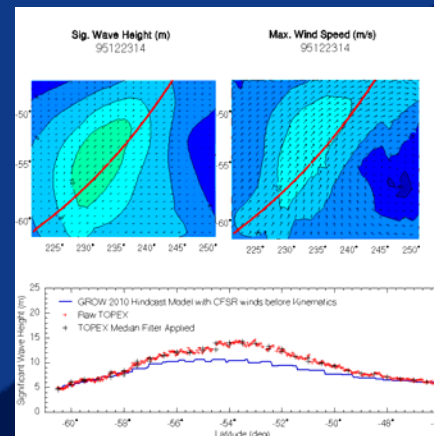 Sig. Wave Height (m)
95122314
Max. Wind Speed (m/s)
95122314
-50°
-55°
-60°
225° 230° 235° 240° 245° 250°
-50°
-55°
-60°
225° 230° 235° 240° 245° 250°
Significant Wave Height (m)
25
20
15
10
5
0
GROW 2010 Hindcast Model with CFSR winds before Kinematics
Raw TOPEX
TOPEX Median Filter Applied
-60° -58° -56° -54° -52° -50° -48°
Latitude (deg)